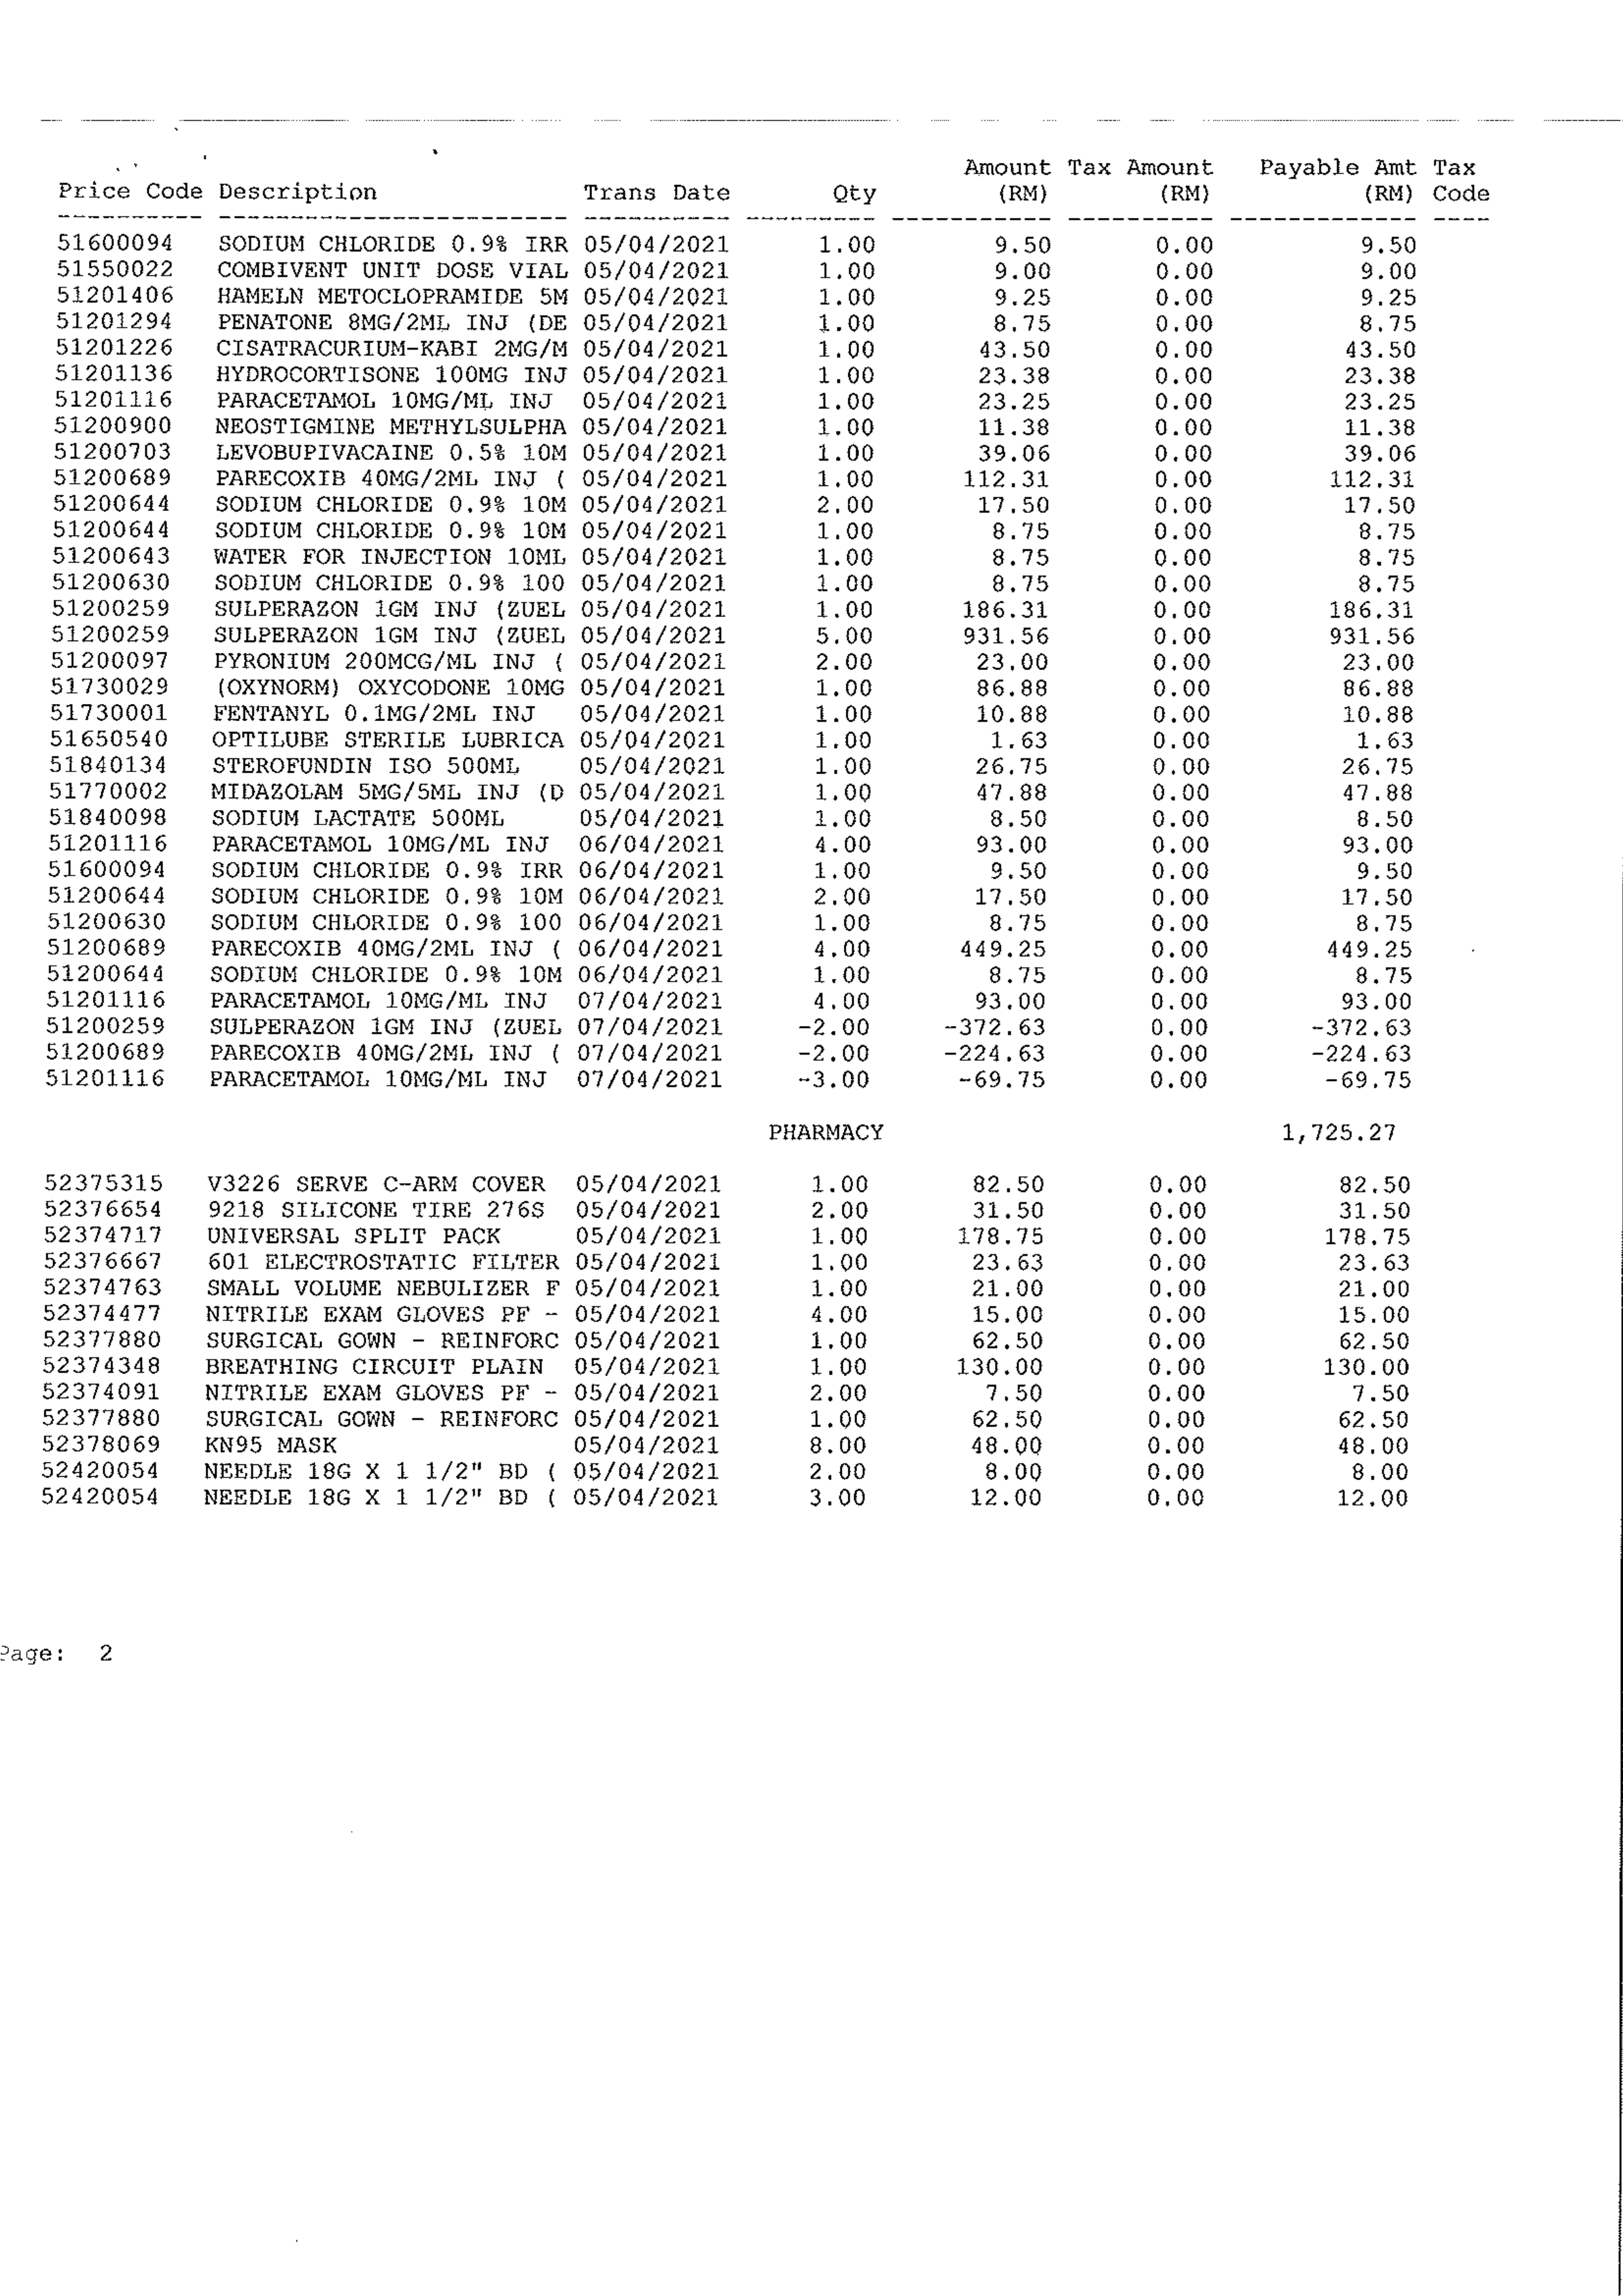 Amount Tax Amount Payable Amt Tax
Price Code Description Trans Date Qty (RM) (RM) (RM) Code
---------- ------------------------ ---------- --------- ----------- ---------- ------------- ----
51600094 SODIUM CHLORIDE 0.9% IRR 05/04/2021 1.00 9.50 0.00 9.50
51550022 COMBIVENT UNIT DOSE VIAL 05/04/2021 1.00 9.00 0.00 9.00
51201406 HAMELN METOCLOPRAMIDE 5M 05/04/2021 1.00 9.25 0.00 9.25
51201294 PENATONE 8MG/2ML INJ (DE 05/04/2021 1.00 8.75 0.00 8.75
51201226 CISATRACURIUM-KABI 2MG/M 05/04/2021 1.00 43.50 0.00 43.50
51201136 HYDROCORTISONE 100MG INJ 05/04/2021 1.00 23.38 0.00 23.38
51201116 PARACETAMOL 10MG/ML INJ 05/04/2021 1.00 23.25 0.00 23.25
51200900 NEOSTIGMINE METHYLSULPHA 05/04/2021 1.00 11.38 0.00 11.38
51200703 LEVOBUPIVACAINE 0.5% 10M 05/04/2021 1.00 39.06 0.00 39.06
51200689 PARECOXIB 40MG/2ML INJ ( 05/04/2021 1.00 112.31 0.00 112.31
51200644 SODIUM CHLORIDE 0.9% 10M 05/04/2021 2.00 17.50 0.00 17.50
51200644 SODIUM CHLORIDE 0.9% 10M 05/04/2021 1.00 8.75 0.00 8.75
51200643 WATER FOR INJECTION 10ML 05/04/2021 1.00 8.75 0.00 8.75
51200630 SODIUM CHLORIDE 0.9% 100 05/04/2021 1.00 8.75 0.00 8.75
51200259 SULPERAZON 1GM INJ (ZUEL 05/04/2021 1.00 186.31 0.00 186.31
51200259 SULPERAZON 1GM INJ (ZUEL 05/04/2021 5.00 931.56 0.00 931.56
51200097 PYRONIUM 200MCG/ML INJ ( 05/04/2021 2.00 23.00 0.00 23.00
51730029 (OXYNORM) OXYCODONE 10MG 05/04/2021 1.00 86.88 0.00 86.88
51730001 FENTANYL 0.1MG/2ML INJ 05/04/2021 1.00 10.88 0.00 10.88
51650540 OPTILUBE STERILE LUBRICA 05/04/2021 1.00 1.63 0.00 1.63
51840134 STEROFUNDIN ISO 500ML 05/04/2021 1.00 26.75 0.00 26.75
51770002 MIDAZOLAM 5MG/5ML INJ (D 05/04/2021 1.00 47.88 0.00 47.88
51840098 SODIUM LACTATE 500ML 05/04/2021 1.00 8.50 0.00 8.50
51201116 PARACETAMOL 10MG/ML INJ 06/04/2021 4.00 93.00 0.00 93.00
51600094 SODIUM CHLORIDE 0.9% IRR 06/04/2021 1.00 9.50 0.00 9.50
51200644 SODIUM CHLORIDE 0.9% 10M 06/04/2021 2.00 17.50 0.00 17.50
51200630 SODIUM CHLORIDE 0.9% 100 06/04/2021 1.00 8.75 0.00 8.75
51200689 PARECOXIB 40MG/2ML INJ ( 06/04/2021 4.00 449.25 0.00 449.25
51200644 SODIUM CHLORIDE 0.9% 10M 06/04/2021 1.00 8.75 0.00 8.75
51201116 PARACETAMOL 10MG/ML INJ 07/04/2021 4.00 93.00 0.00 93.00
51200259 SULPERAZON 1GM INJ (ZUEL 07/04/2021 -2.00 -372.63 0.00 -372.63
51200689 PARECOXIB 40MG/2ML INJ ( 07/04/2021 -2.00 -224.63 0.00 -224.63
51201116 PARACETAMOL 10MG/ML INJ 07/04/2021 -3.00 -69.75 0.00 -69.75
PHARMACY 1,725.27
52375315 V3226 SERVE C-ARM COVER 05/04/2021 1.00 82.50 0.00 82.50
52376654 9218 SILICONE TIRE 276S 05/04/2021 2.00 31.50 0.00 31.50
52374717 UNIVERSAL SPLIT PACK 05/04/2021 1.00 178.75 0.00 178.75
52376667 601 ELECTROSTATIC FILTER 05/04/2021 1.00 23.63 0.00 23.63
52374763 SMALL VOLUME NEBULIZER F 05/04/2021 1.00 21.00 0.00 21.00
52374477 NITRILE EXAM GLOVES PF - 05/04/2021 4.00 15.00 0.00 15.00
52377880 SURGICAL GOWN - REINFORC 05/04/2021 1.00 62.50 0.00 62.50
52374348 BREATHING CIRCUIT PLAIN 05/04/2021 1.00 130.00 0.00 130.00
52374091 NITRILE EXAM GLOVES PF - 05/04/2021 2.00 7.50 0.00 7.50
52377880 SURGICAL GOWN - REINFORC 05/04/2021 1.00 62.50 0.00 62.50
52378069 KN95 MASK 05/04/2021 8.00 48.00 0.00 48.00
52420054 NEEDLE 18G X 1 1/2" BD ( 05/04/2021 2.00 8.00 0.00 8.00
52420054 NEEDLE 18G X 1 1/2" BD ( 05/04/2021 3.00 12.00 0.00 12.00
Page: 2